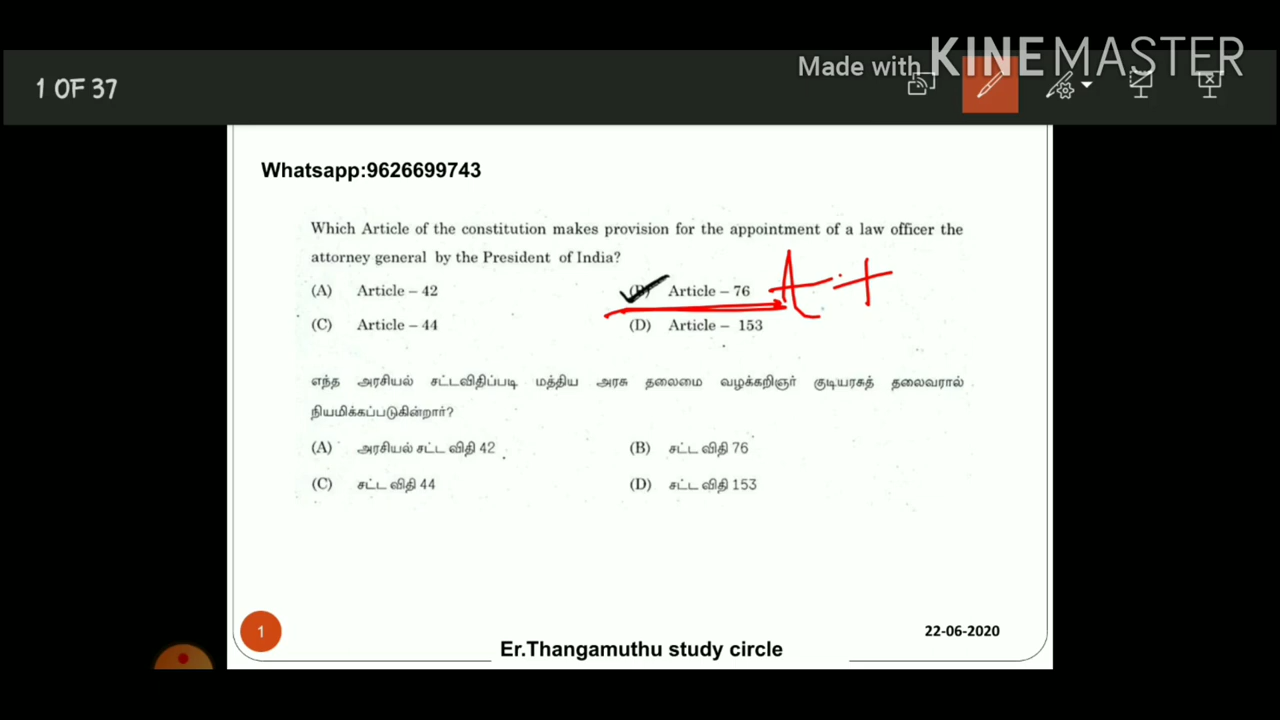 Made with KINEMASTER
1 OF 37
Whatsapp:9626699743
Which Article of the constitution makes provision for the appointment of a law officer the
attorney general by the President of India?
(A) Article – 42
(B) Article – 76
(C) Article – 44
(D) Article – 153
எந்த அரசியல் சட்டவிதிப்படி மத்திய அரசு தலைமை வழக்கறிஞர் குடியரசுத் தலைவரால்
நியமிக்கப்படுகின்றார்?
(A) அரசியல் சட்ட விதி 42
(B) சட்ட விதி 76
(C) சட்ட விதி 44
(D) சட்ட விதி 153
1
22-06-2020
Er.Thangamuthu study circle